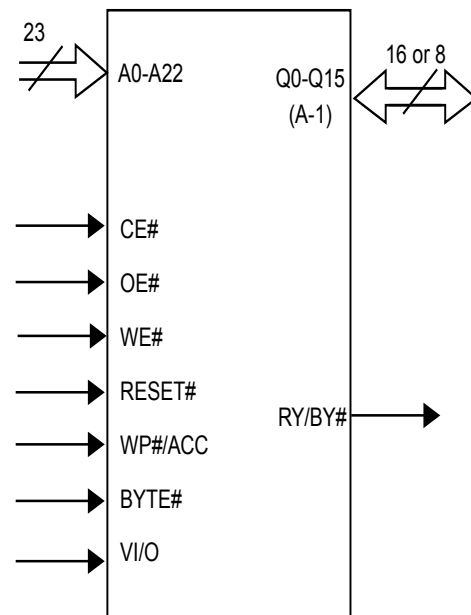 23
A0-A22
Q0-Q15
(A-1)
16 or 8
CE#
OE#
WE#
RESET#
WP#/ACC
BYTE#
VI/O
RY/BY#